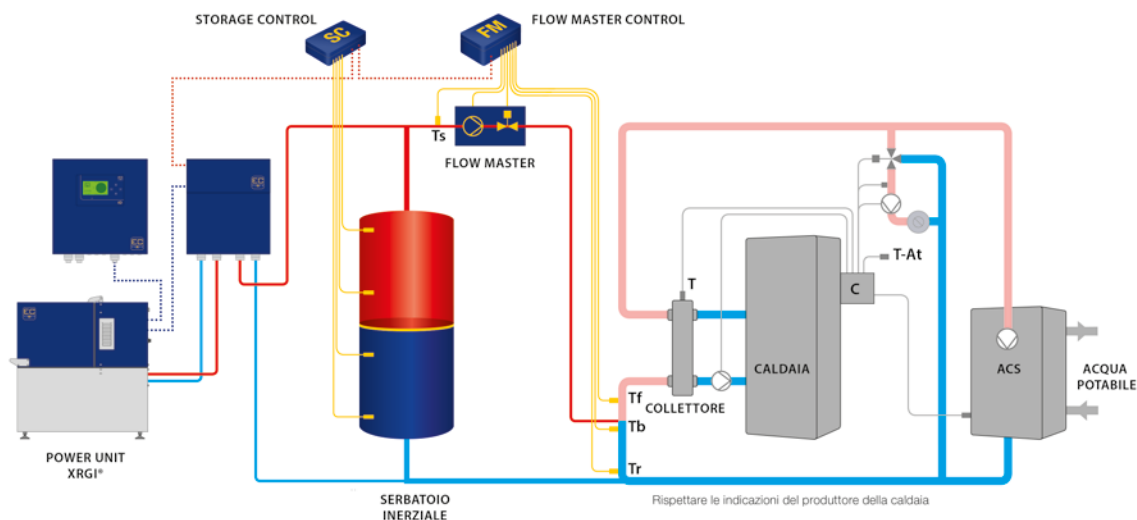 STORAGE CONTROL
FLOW MASTER CONTROL
SC
FM
Ts
FLOW MASTER
T-At
T
C
CALDAIA
ACS
ACQUA
POTABILE
COLLETTORE
Tf
Tb
Tr
POWER UNIT
XRGI®
SERBATOIO
INERZIALE
Rispettare le indicazioni del produttore della caldaia